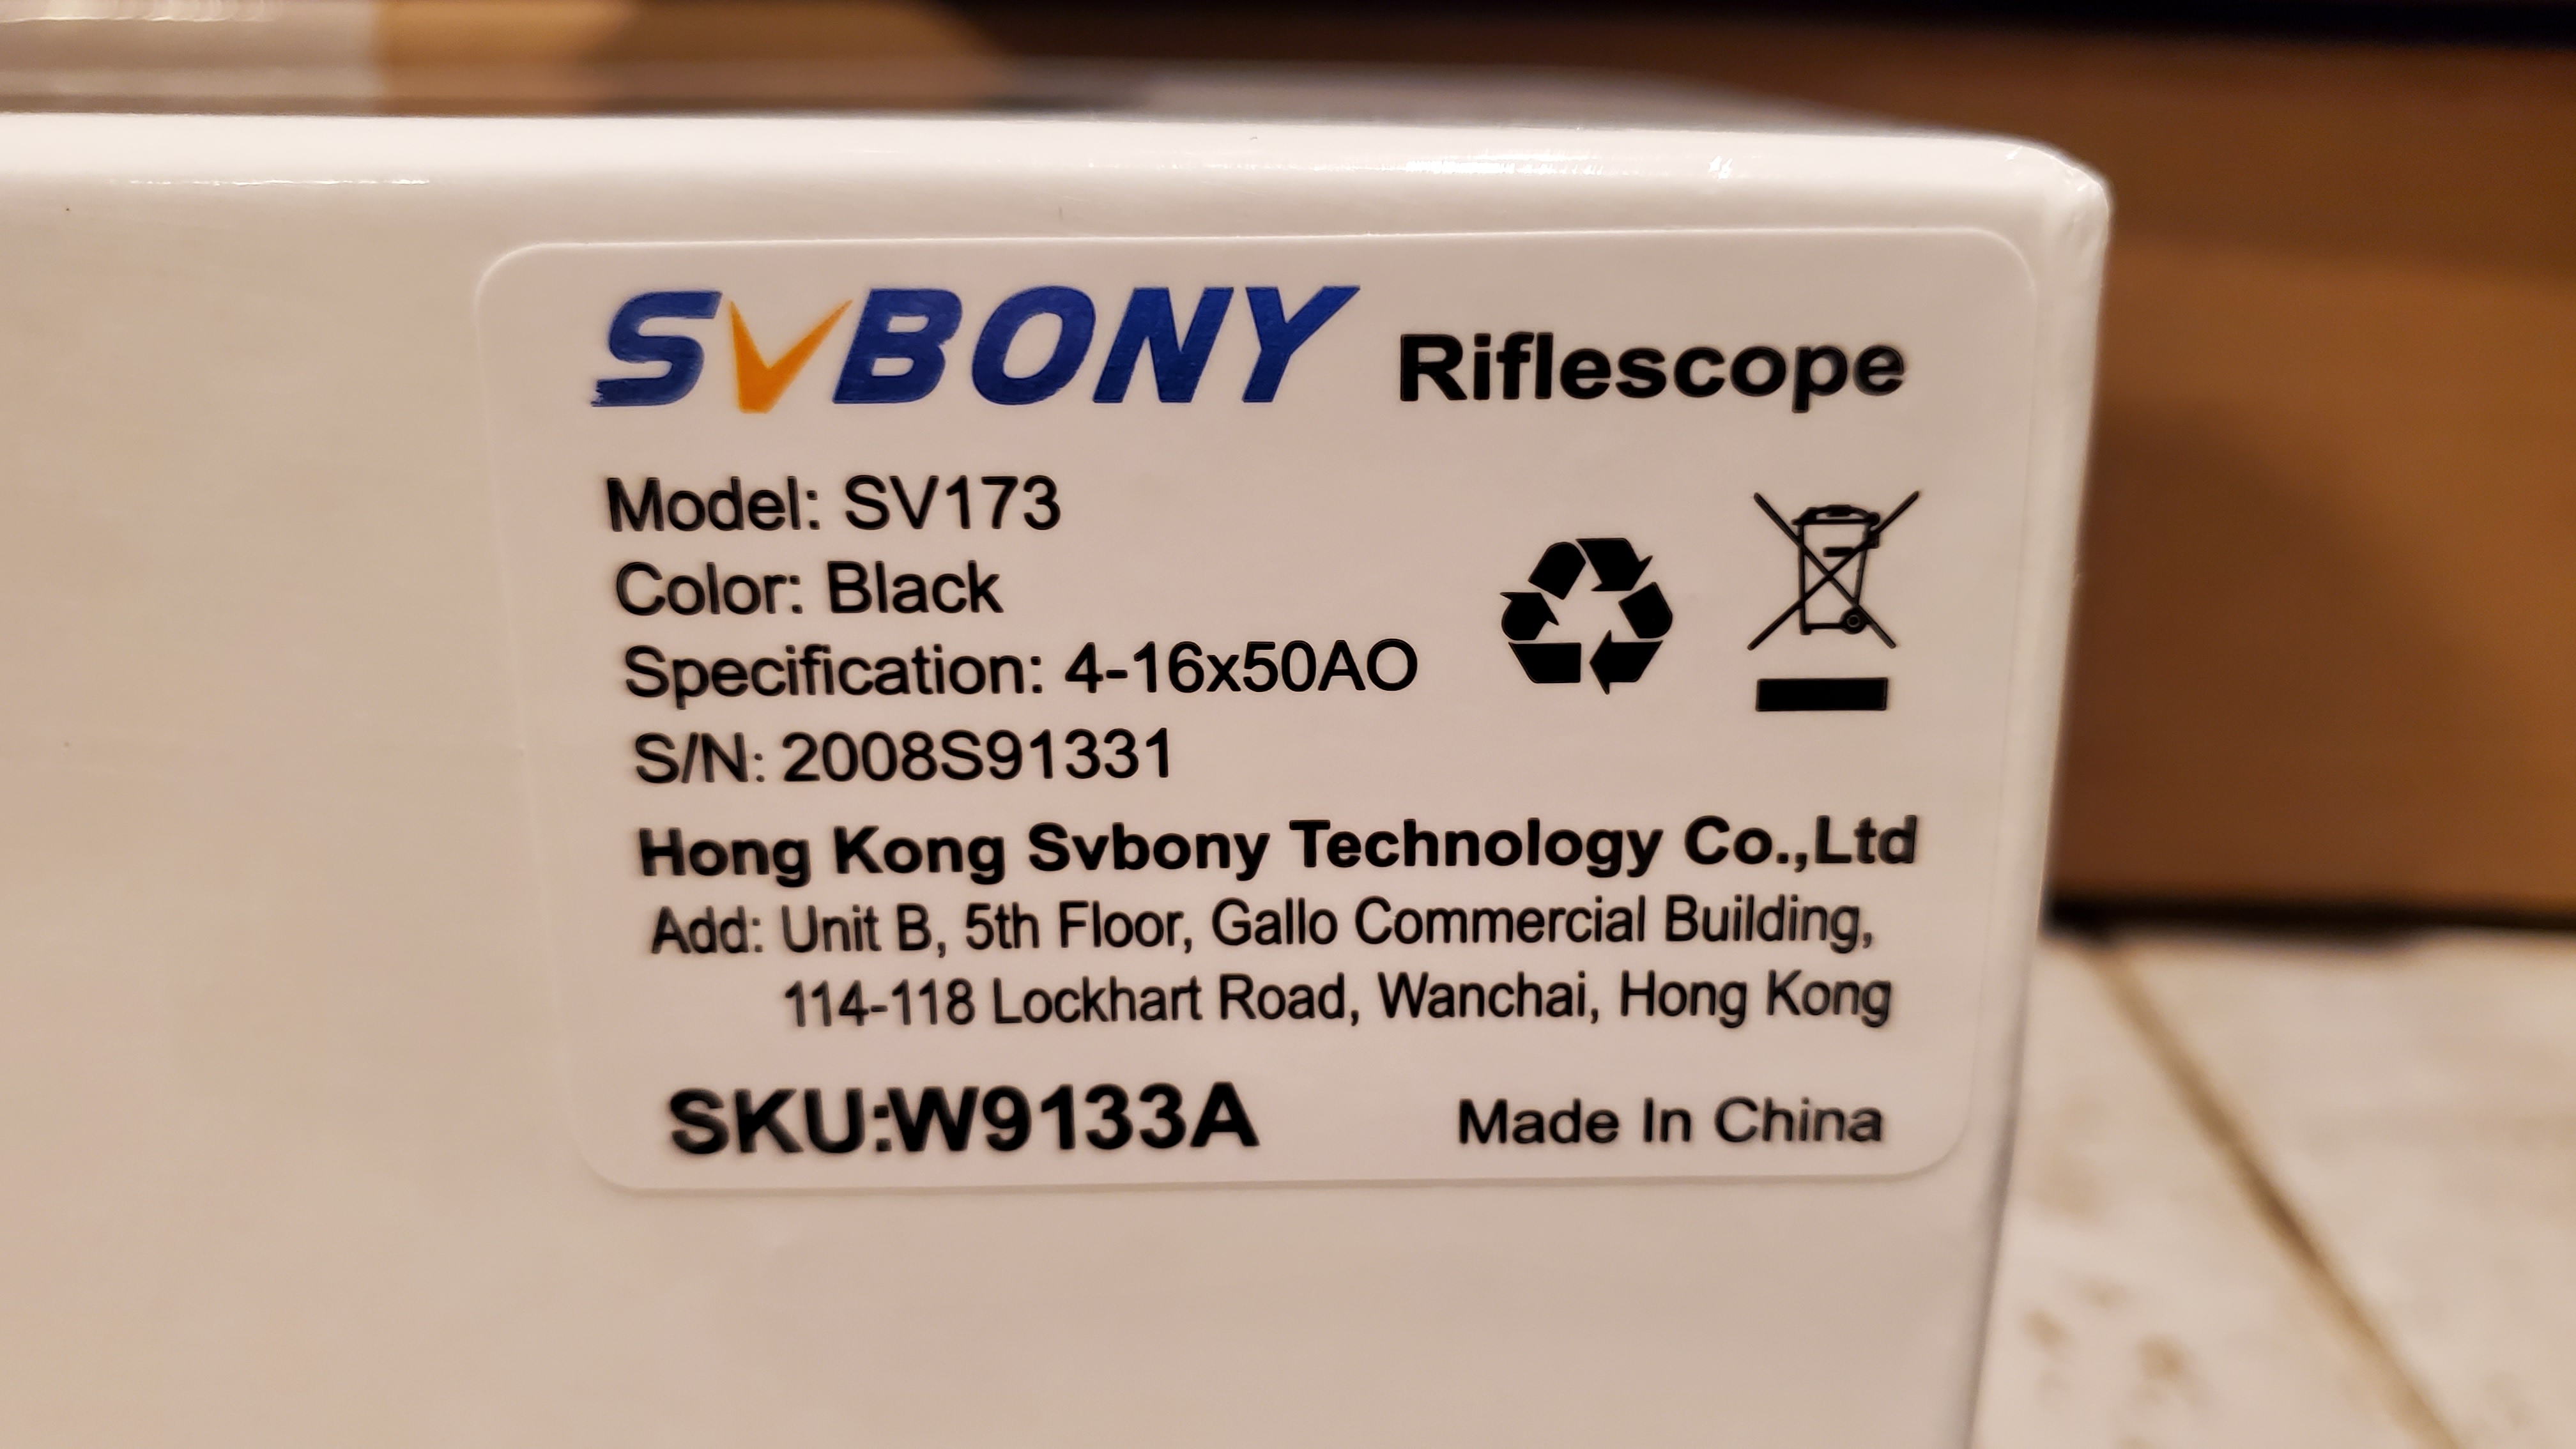 SVBONY Riflescope
Model: SV173
Color: Black
Specification: 4-16x50AO
S/N: 2008S91331
Hong Kong Svbony Technology Co.,Ltd
Add: Unit B, 5th Floor, Gallo Commercial Building,
114-118 Lockhart Road, Wanchai, Hong Kong
SKU:W9133A Made In China